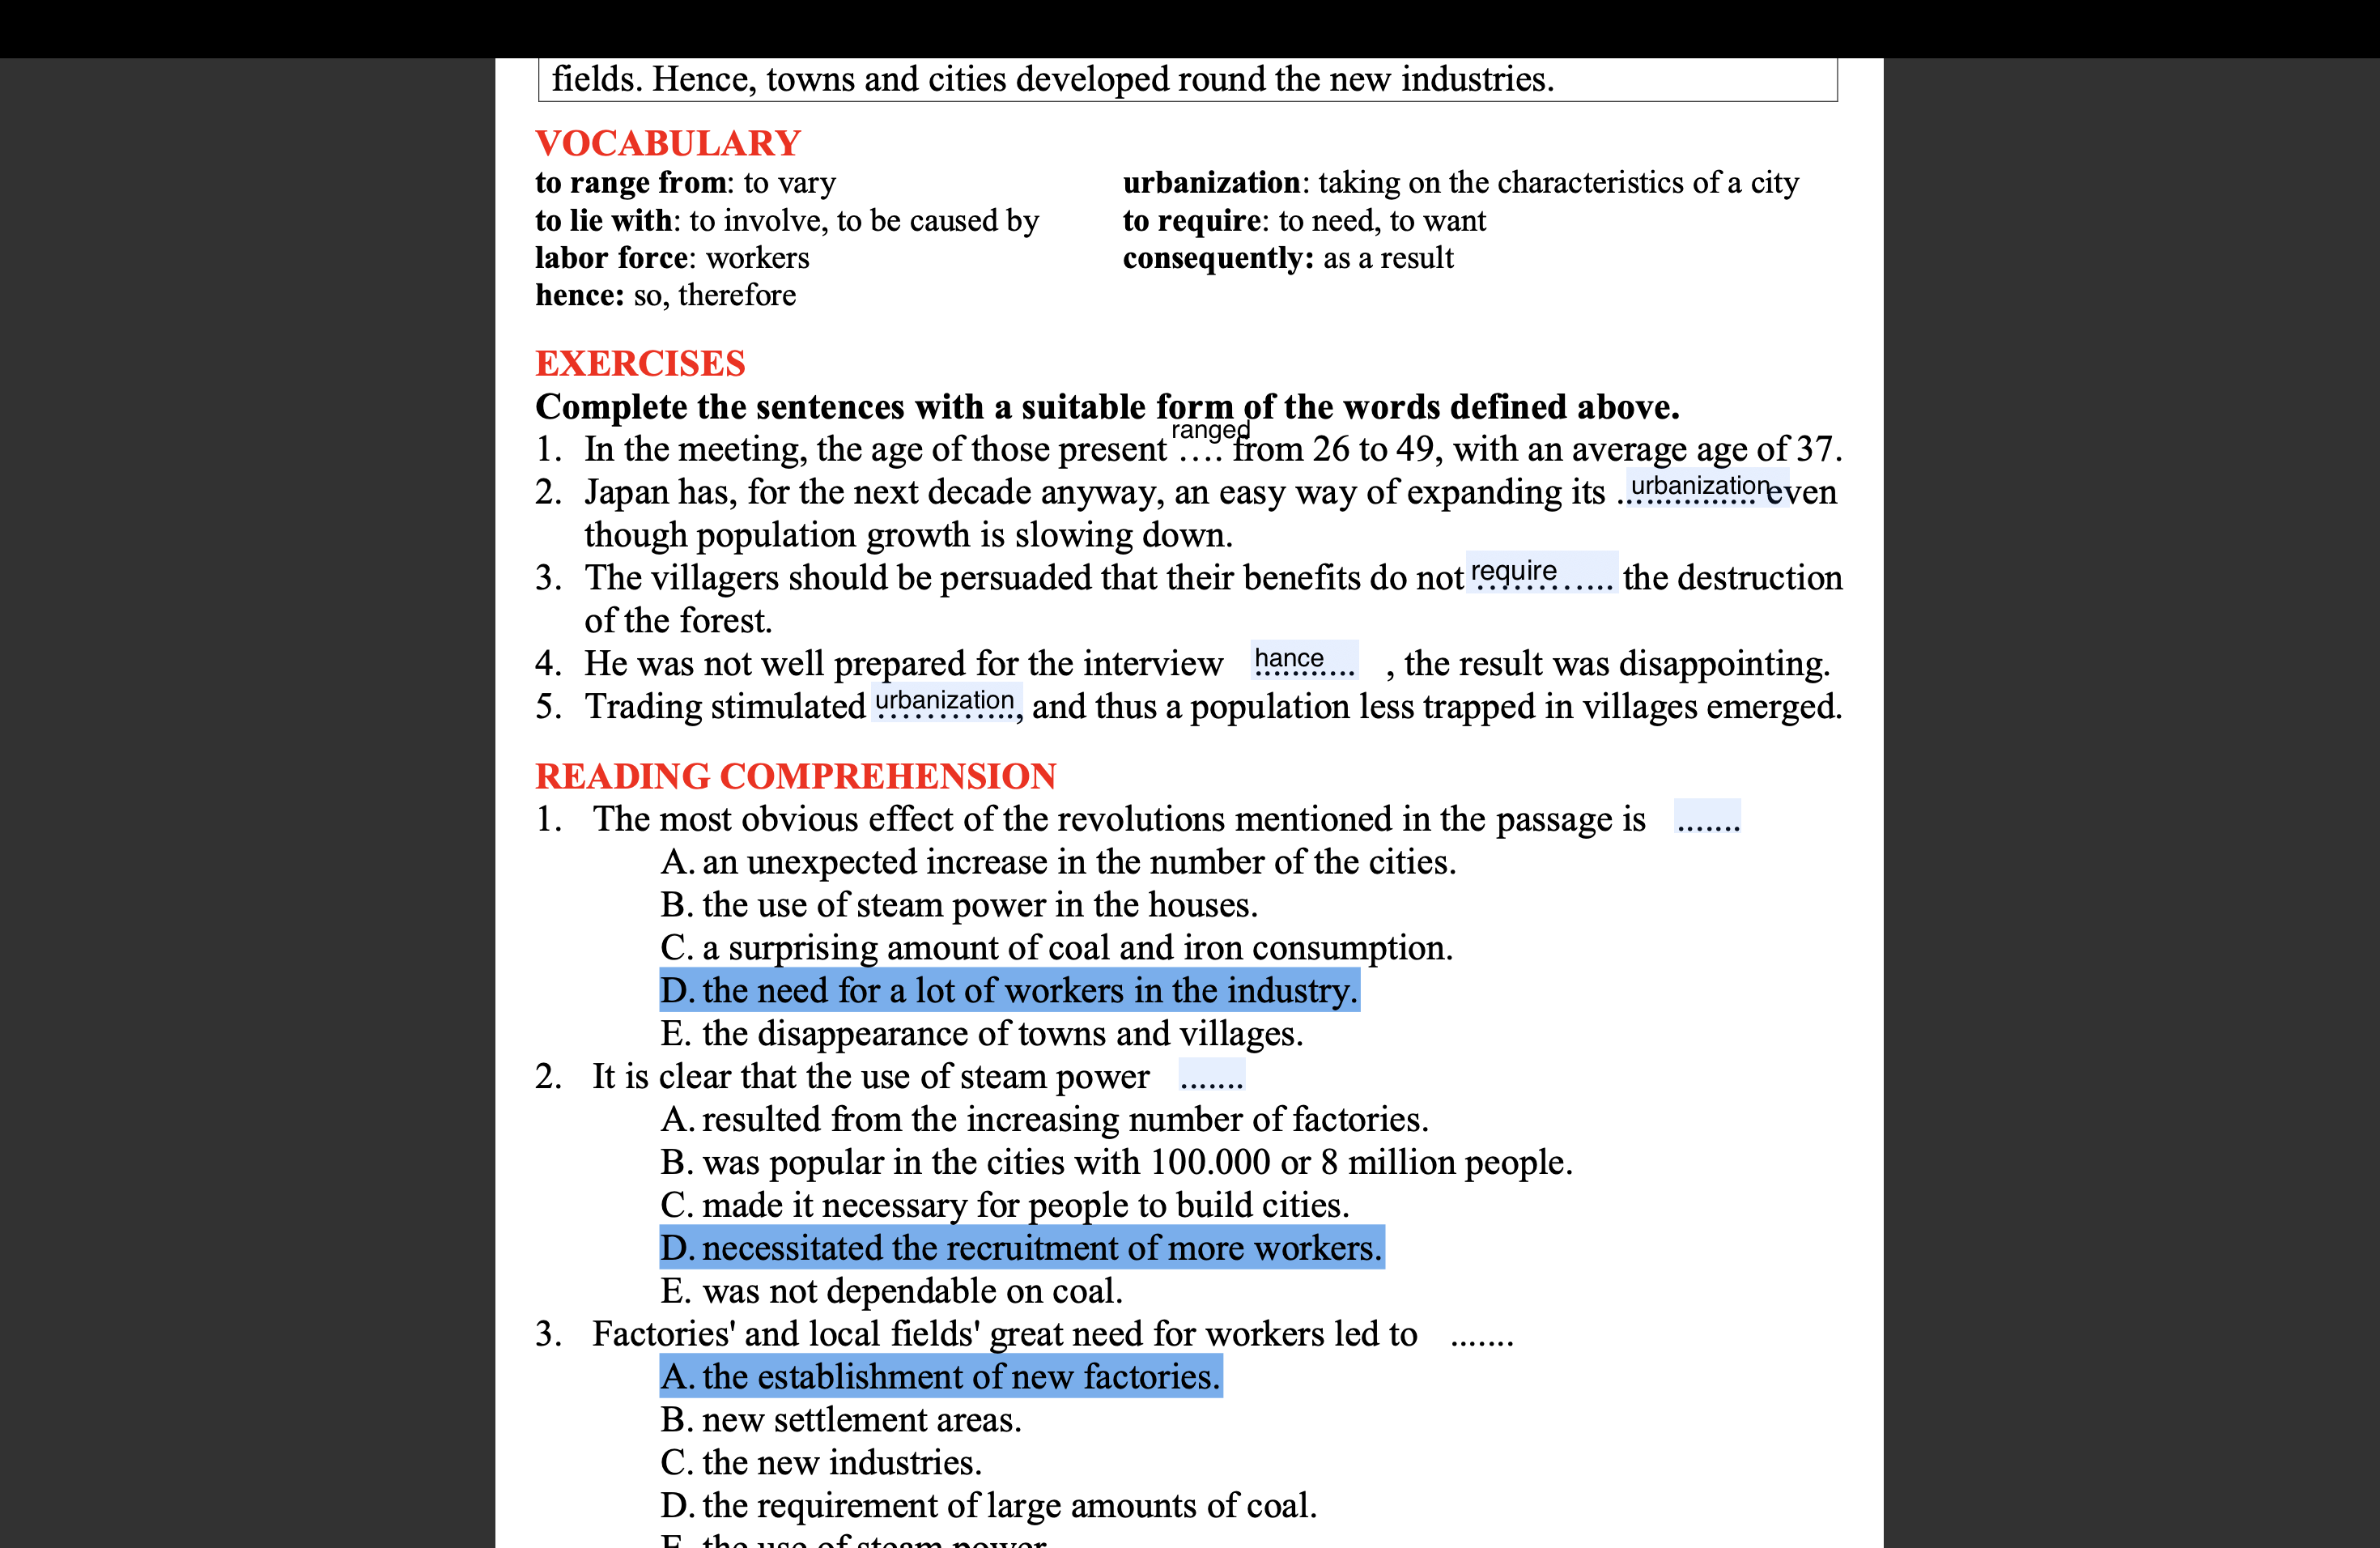 fields. Hence, towns and cities developed round the new industries.
VOCABULARY
to range from: to vary
urbanization: taking on the characteristics of a city
to lie with: to involve, to be caused by
to require: to need, to want
labor force: workers
consequently: as a result
hence: so, therefore
EXERCISES
Complete the sentences with a suitable form of the words defined above.
1. In the meeting, the age of those present ranged .... from 26 to 49, with an average age of 37.
2. Japan has, for the next decade anyway, an easy way of expanding its urbanization ............... even
though population growth is slowing down.
3. The villagers should be persuaded that their benefits do not require ........... the destruction
of the forest.
4. He was not well prepared for the interview hance ........... , the result was disappointing.
5. Trading stimulated urbanization ............, and thus a population less trapped in villages emerged.
READING COMPREHENSION
1. The most obvious effect of the revolutions mentioned in the passage is .......
A. an unexpected increase in the number of the cities.
B. the use of steam power in the houses.
C. a surprising amount of coal and iron consumption.
D. the need for a lot of workers in the industry.
E. the disappearance of towns and villages.
2. It is clear that the use of steam power .......
A. resulted from the increasing number of factories.
B. was popular in the cities with 100.000 or 8 million people.
C. made it necessary for people to build cities.
D. necessitated the recruitment of more workers.
E. was not dependable on coal.
3. Factories' and local fields' great need for workers led to .......
A. the establishment of new factories.
B. new settlement areas.
C. the new industries.
D. the requirement of large amounts of coal.
E. the use of steam power